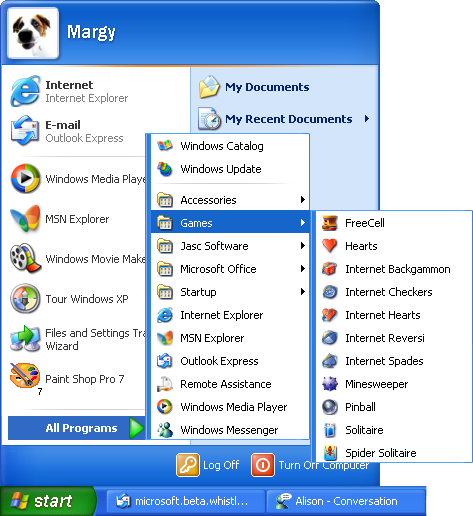 Margy
Internet
Internet Explorer
E-mail
Outlook Express
Windows Media Playe
MSN Explorer
Windows Movie Make
Tour Windows XP
Files and Settings Tra
Wizard
Paint Shop Pro 7
7
All Programs
My Documents
My Recent Documents
Windows Catalog
Windows Update
Accessories
Games
Jasc Software
Microsoft Office
Startup
Internet Explorer
MSN Explorer
Outlook Express
Remote Assistance
Windows Media Player
Windows Messenger
FreeCell
Hearts
Internet Backgammon
Internet Checkers
Internet Hearts
Internet Reversi
Internet Spades
Minesweeper
Pinball
Solitaire
Spider Solitaire
Log Off
Turn Off Computer
start
microsoft.beta.whistl...
Alison - Conversation